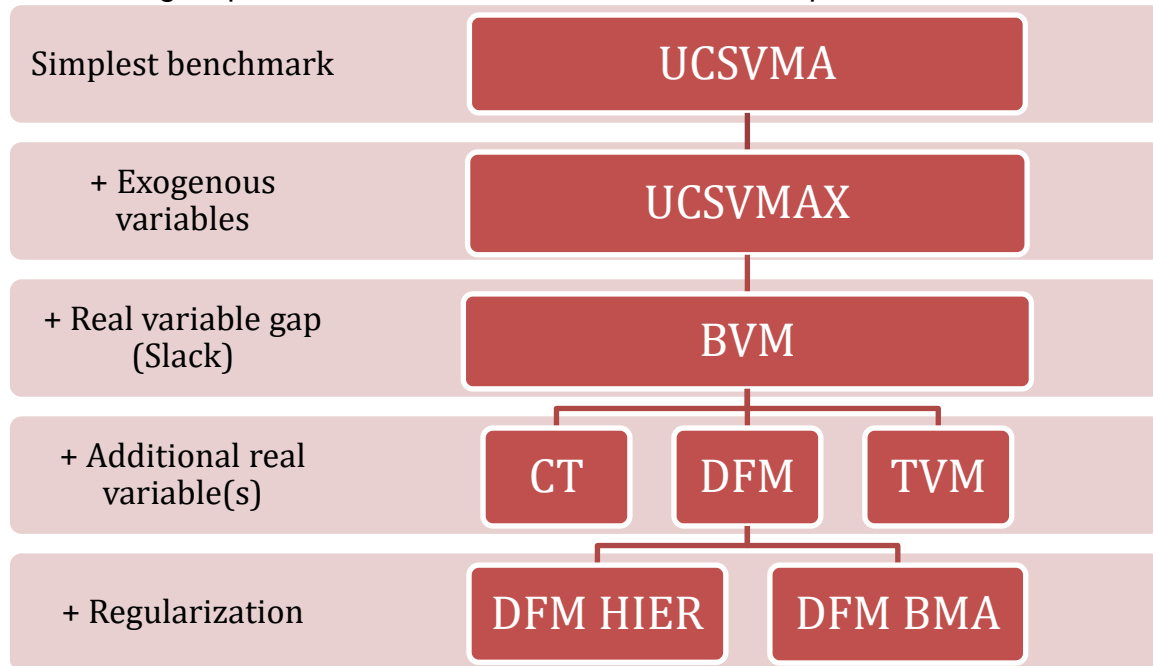 Simplest benchmark
UCSVMA
+ Exogenous
variables
UCSVMAX
+ Real variable gap
(Slack)
BVM
+ Additional real
variable(s)
CT
DFM
TVM
+ Regularization
DFM HIER
DFM BMA